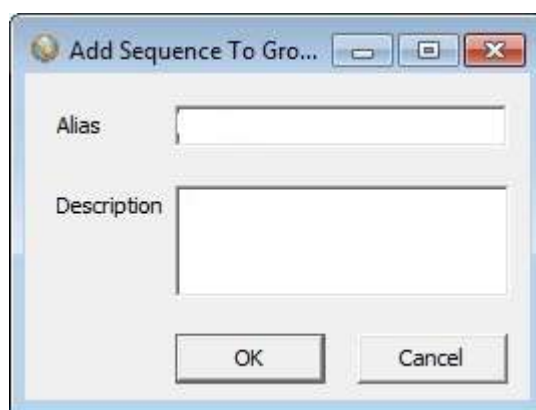 Add Sequence To Gro...
Alias
Description
OK
Cancel